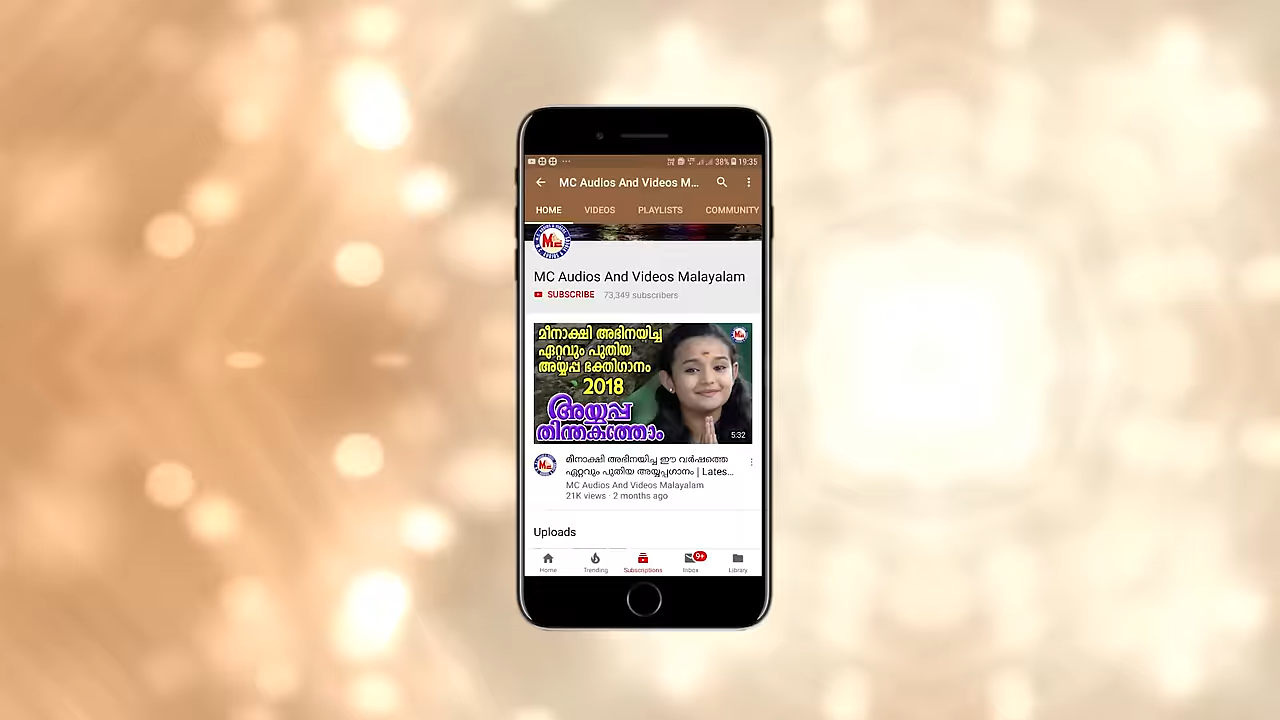 38% 19:35
MC Audios And Videos M...
HOME VIDEOS PLAYLISTS COMMUNITY
MC Audios And Videos Malayalam
SUBSCRIBE 73,349 subscribers
മീനാക്ഷി അഭിനയിച്ച
ഏറ്റവും പുതിയ
അയ്യപ്പ ഭക്തിഗാനം
2018
അയ്യപ്പ
തിന്തകത്തോം
5:32
മീനാക്ഷി അഭിനയിച്ച ഈ വർഷത്തെ
ഏറ്റവും പുതിയ അയ്യപ്പഗാനം | Lates...
MC Audios And Videos Malayalam
21K views · 2 months ago
Uploads
9+
Home Trending Subscriptions Inbox Library